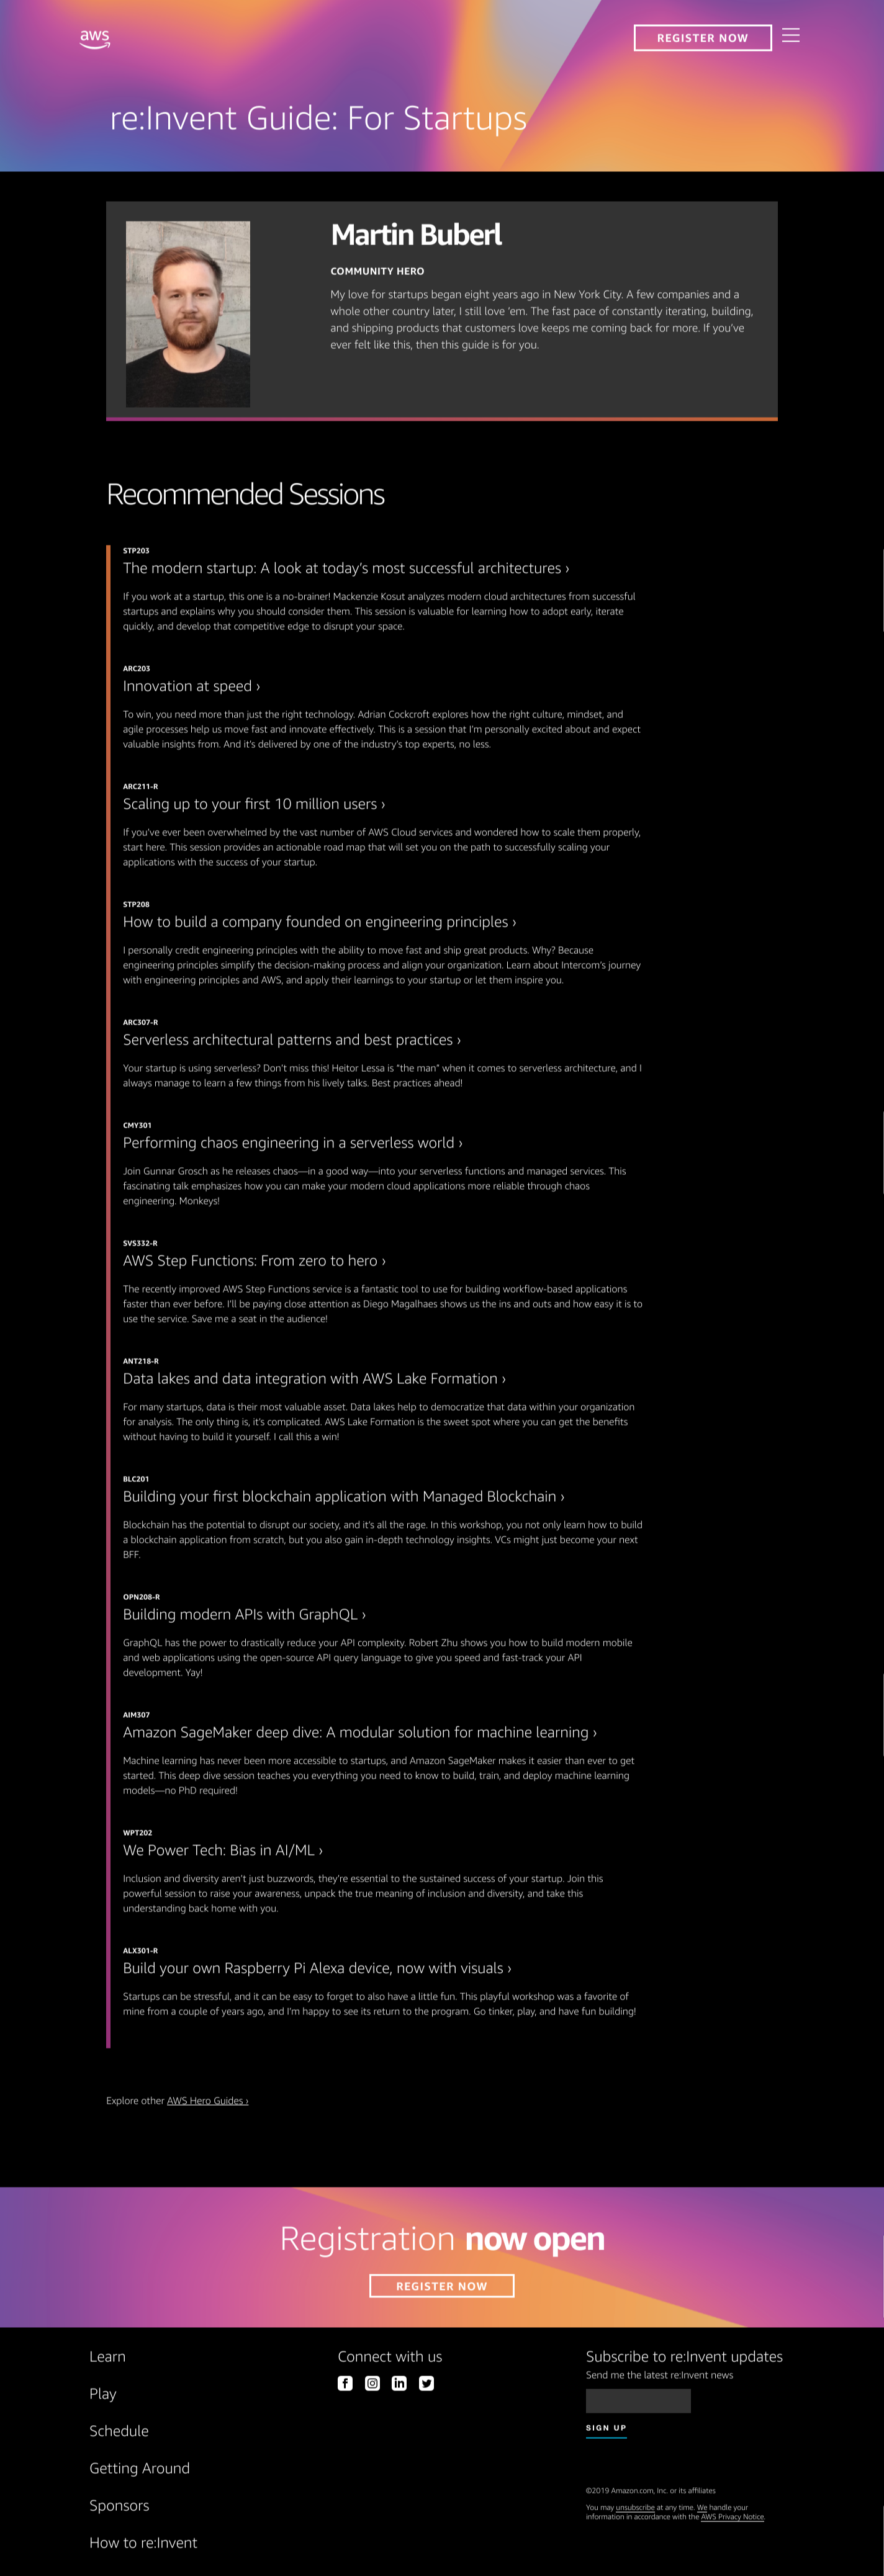 aws
REGISTER NOW
re:Invent Guide: For Startups
Martin Buberl
COMMUNITY HERO
My love for startups began eight years ago in New York City. A few companies and a
whole other country later, I still love ‘em. The fast pace of constantly iterating, building,
and shipping products that customers love keeps me coming back for more. If you’ve
ever felt like this, then this guide is for you.
Recommended Sessions
STP203
The modern startup: A look at today’s most successful architectures ›
If you work at a startup, this one is a no-brainer! Mackenzie Kosut analyzes modern cloud architectures from successful
startups and explains why you should consider them. This session is valuable for learning how to adopt early, iterate
quickly, and develop that competitive edge to disrupt your space.
ARC203
Innovation at speed ›
To win, you need more than just the right technology. Adrian Cockcroft explores how the right culture, mindset, and
agile processes help us move fast and innovate effectively. This is a session that I’m personally excited about and expect
valuable insights from. And it’s delivered by one of the industry’s top experts, no less.
ARC211-R
Scaling up to your first 10 million users ›
If you’ve ever been overwhelmed by the vast number of AWS Cloud services and wondered how to scale them properly,
start here. This session provides an actionable road map that will set you on the path to successfully scaling your
applications with the success of your startup.
STP208
How to build a company founded on engineering principles ›
I personally credit engineering principles with the ability to move fast and ship great products. Why? Because
engineering principles simplify the decision-making process and align your organization. Learn about Intercom’s journey
with engineering principles and AWS, and apply their learnings to your startup or let them inspire you.
ARC307-R
Serverless architectural patterns and best practices ›
Your startup is using serverless? Don’t miss this! Heitor Lessa is “the man” when it comes to serverless architecture, and I
always manage to learn a few things from his lively talks. Best practices ahead!
CMY301
Performing chaos engineering in a serverless world ›
Join Gunnar Grosch as he releases chaos—in a good way—into your serverless functions and managed services. This
fascinating talk emphasizes how you can make your modern cloud applications more reliable through chaos
engineering. Monkeys!
SVS332-R
AWS Step Functions: From zero to hero ›
The recently improved AWS Step Functions service is a fantastic tool to use for building workflow-based applications
faster than ever before. I’ll be paying close attention as Diego Magalhaes shows us the ins and outs and how easy it is to
use the service. Save me a seat in the audience!
ANT218-R
Data lakes and data integration with AWS Lake Formation ›
For many startups, data is their most valuable asset. Data lakes help to democratize that data within your organization
for analysis. The only thing is, it’s complicated. AWS Lake Formation is the sweet spot where you can get the benefits
without having to build it yourself. I call this a win!
BLC201
Building your first blockchain application with Managed Blockchain ›
Blockchain has the potential to disrupt our society, and it’s all the rage. In this workshop, you not only learn how to build
a blockchain application from scratch, but you also gain in-depth technology insights. VCs might just become your next
BFF.
OPN208-R
Building modern APIs with GraphQL ›
GraphQL has the power to drastically reduce your API complexity. Robert Zhu shows you how to build modern mobile
and web applications using the open-source API query language to give you speed and fast-track your API
development. Yay!
AIM307
Amazon SageMaker deep dive: A modular solution for machine learning ›
Machine learning has never been more accessible to startups, and Amazon SageMaker makes it easier than ever to get
started. This deep dive session teaches you everything you need to know to build, train, and deploy machine learning
models—no PhD required!
WPT202
We Power Tech: Bias in AI/ML ›
Inclusion and diversity aren’t just buzzwords, they’re essential to the sustained success of your startup. Join this
powerful session to raise your awareness, unpack the true meaning of inclusion and diversity, and take this
understanding back home with you.
ALX301-R
Build your own Raspberry Pi Alexa device, now with visuals ›
Startups can be stressful, and it can be easy to forget to also have a little fun. This playful workshop was a favorite of
mine from a couple of years ago, and I’m happy to see its return to the program. Go tinker, play, and have fun building!
Explore other AWS Hero Guides ›
Registration now open
REGISTER NOW
Learn
Play
Schedule
Getting Around
Sponsors
How to re:Invent
Connect with us
Subscribe to re:Invent updates
Send me the latest re:Invent news
SIGN UP
©2019 Amazon.com, Inc. or its affiliates
You may unsubscribe at any time. We handle your
information in accordance with the AWS Privacy Notice.